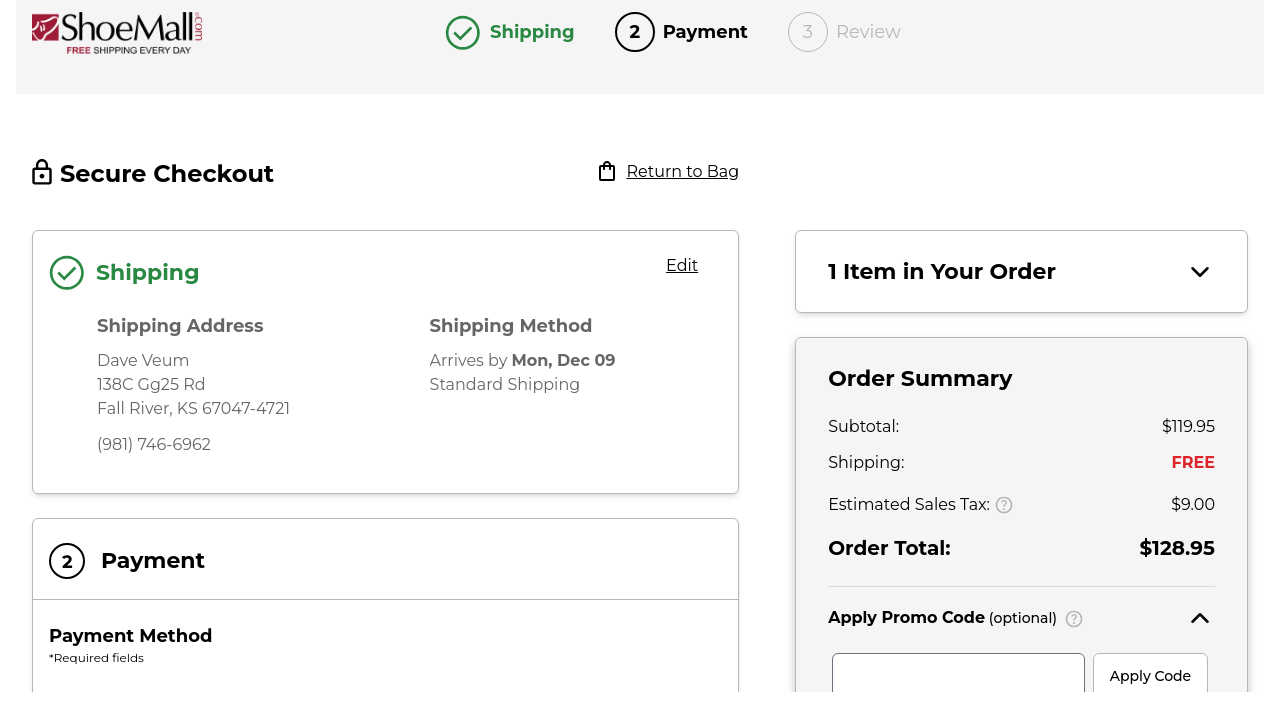 ShoeMall.com
FREE SHIPPING EVERY DAY
Shipping
2 Payment
3 Review
Secure Checkout
Return to Bag
Shipping
Edit
Shipping Address
Dave Veum
138C Gg25 Rd
Fall River, KS 67047-4721
(981) 746-6962
Shipping Method
Arrives by Mon, Dec 09
Standard Shipping
2 Payment
Payment Method
*Required fields
1 Item in Your Order
Order Summary
Subtotal: $119.95
Shipping: FREE
Estimated Sales Tax: ? $9.00
Order Total: $128.95
Apply Promo Code (optional) ?
Apply Code